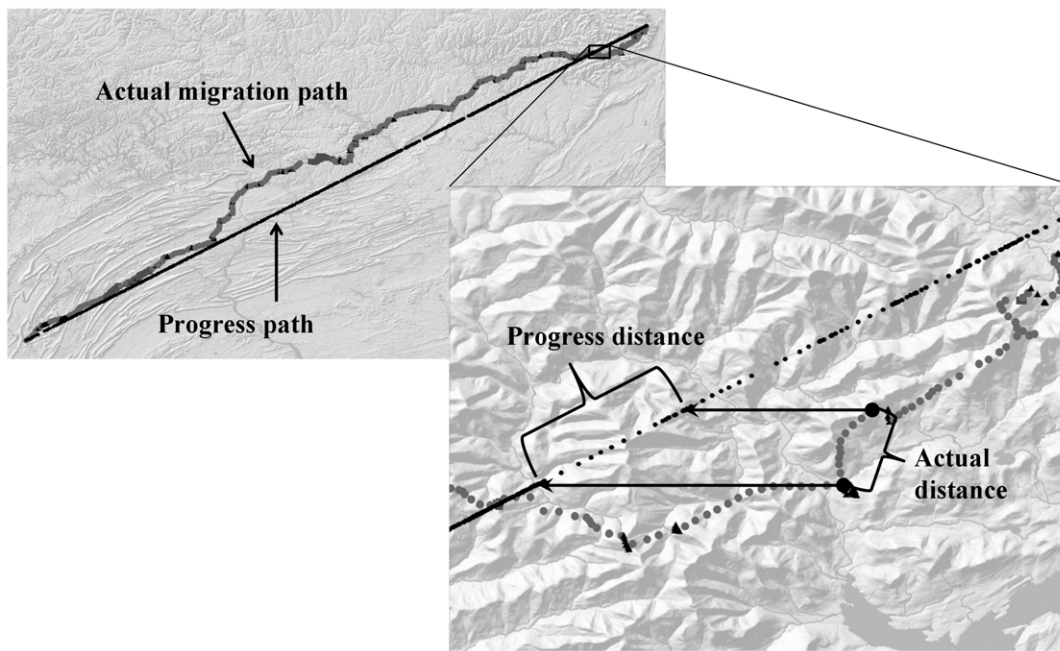 Actual migration path
Progress path
Progress distance
Actual
distance